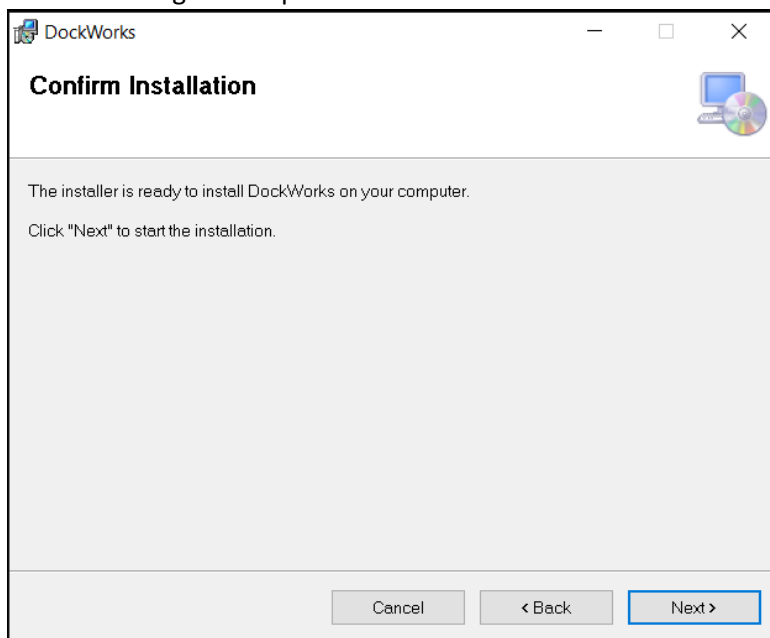 DockWorks
Confirm Installation
The installer is ready to install DockWorks on your computer.
Click "Next" to start the installation.
Cancel
< Back
Next >